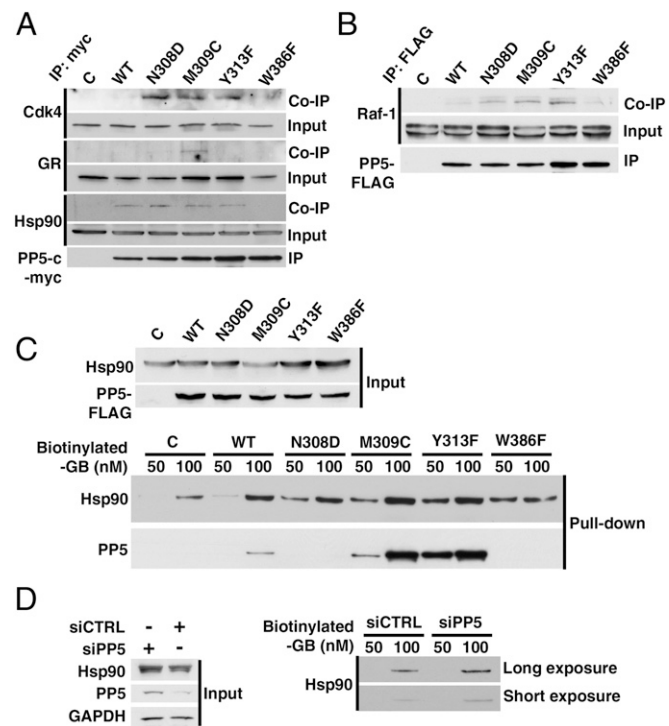 A
IP: myc
C WT N308D M309C Y313F W386F
Cdk4 Co-IP
Input
GR Co-IP
Input
Hsp90 Co-IP
Input
PP5-c-myc IP
B
IP: FLAG
C WT N308D M309C Y313F W386F
Raf-1 Co-IP
Input
PP5-FLAG IP
C
C WT N308D M309C Y313F W386F
Hsp90
PP5-FLAG
Input
Biotinylated -GB (nM)
C WT N308D M309C Y313F W386F
50 100 50 100 50 100 50 100 50 100 50 100
Hsp90
PP5
Pull-down
D
siCTRL - +
siPP5 + -
Hsp90
PP5
GAPDH
Input
Biotinylated -GB (nM)
siCTRL siPP5
50 100 50 100
Hsp90
Long exposure
Short exposure